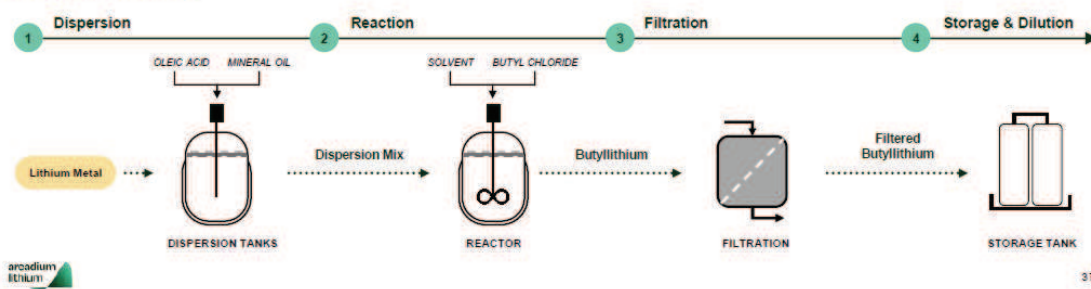 1 Dispersion 2 Reaction 3 Filtration 4 Storage & Dilution
OLEIC ACID MINERAL OIL SOLVENT BUTYL CHLORIDE
Lithium Metal
Dispersion Mix
Butyllithium
Filtered
Butyllithium
DISPERSION TANKS REACTOR FILTRATION STORAGE TANK
arcadium
lithium